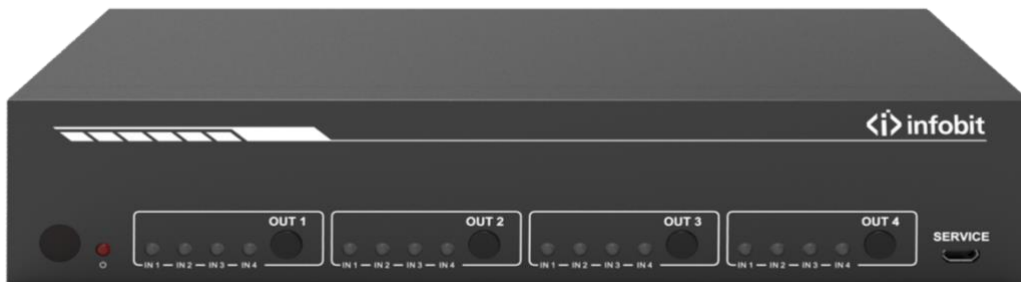 <i> infobit
OUT 1
OUT 2
OUT 3
OUT 4
SERVICE
IN 1 IN 2 IN 3 IN 4
IN 1 IN 2 IN 3 IN 4
IN 1 IN 2 IN 3 IN 4
IN 1 IN 2 IN 3 IN 4